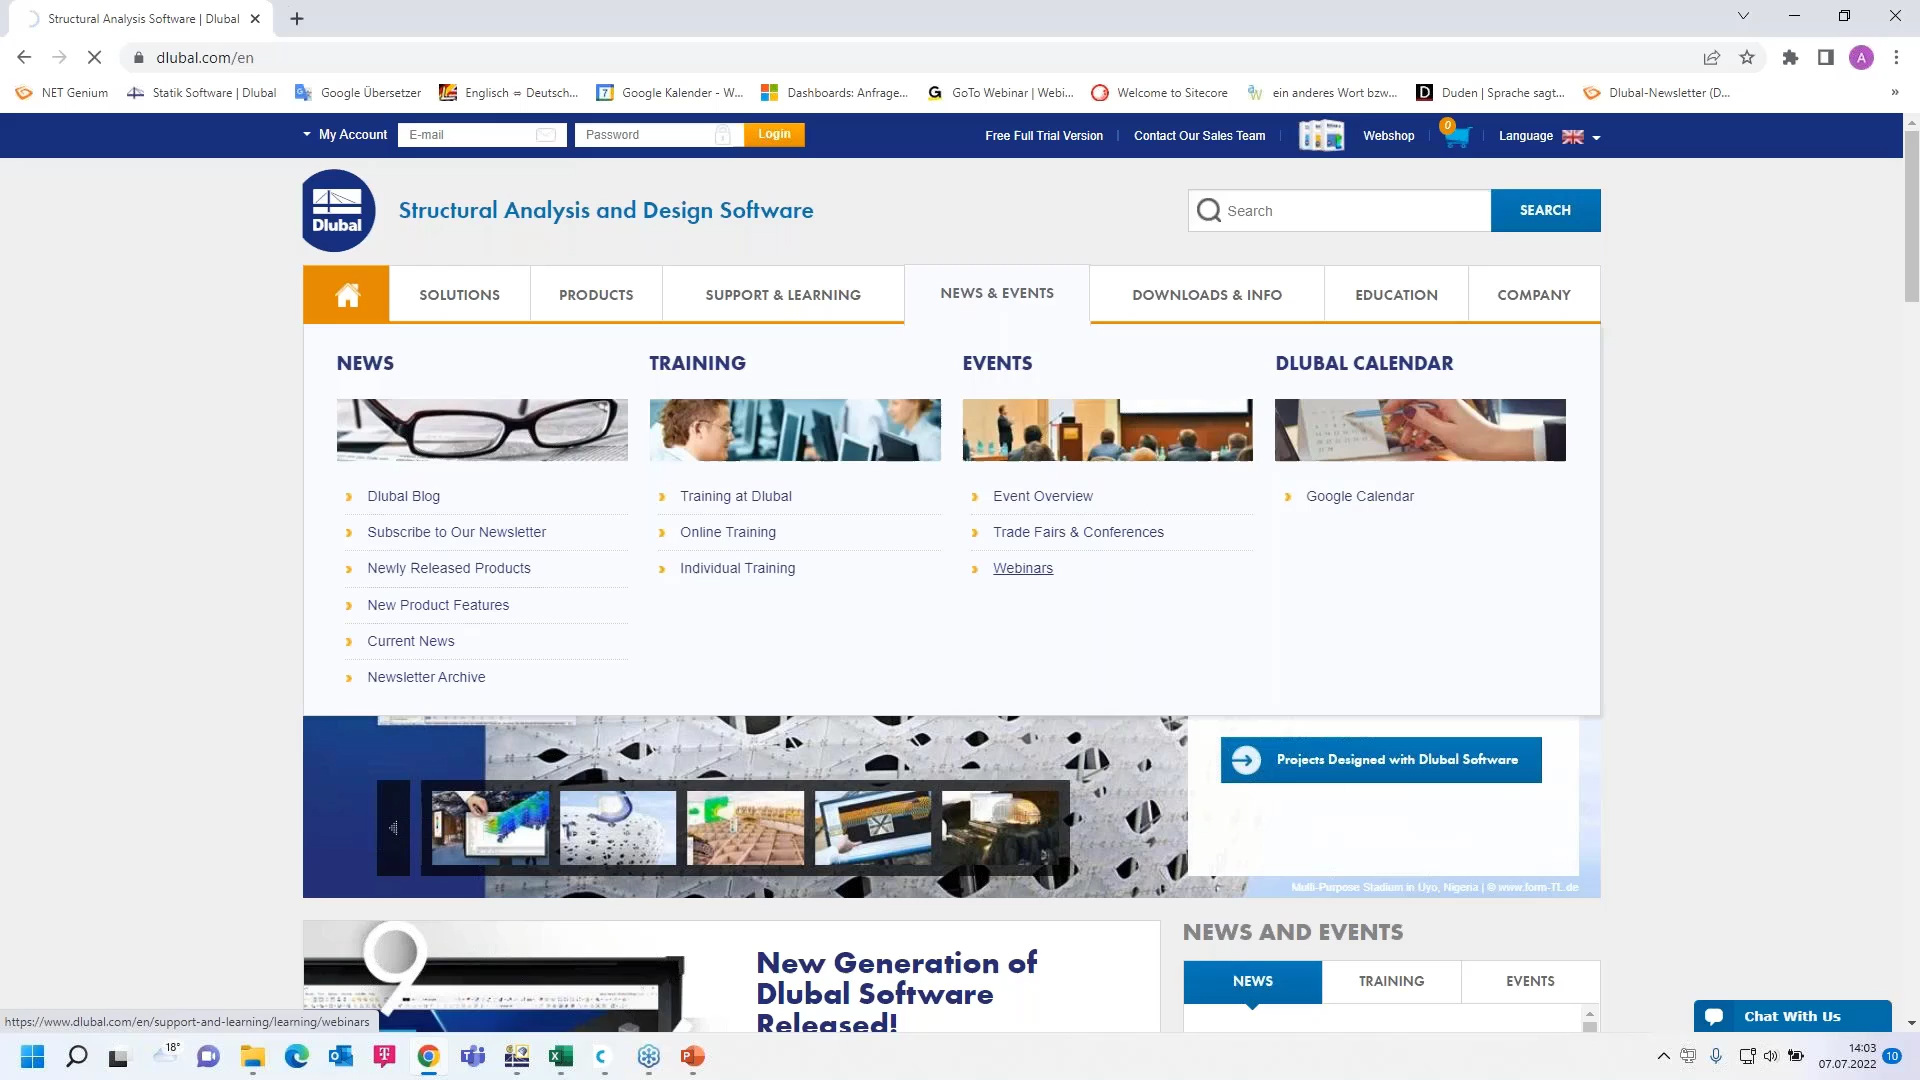 Structural Analysis Software | Dlubal
dlubal.com/en
A
NET Genium
Statik Software | Dlubal
Google Übersetzer
Englisch ⇔ Deutsch...
7 Google Kalender - W...
Dashboards: Anfrage...
G GoTo Webinar | Webi...
Welcome to Sitecore
ein anderes Wort bzw...
D Duden | Sprache sagt...
Dlubal-Newsletter (D...
»
My Account
E-mail
Password
Login
Free Full Trial Version
Contact Our Sales Team
Webshop
0
Language
Dlubal
Structural Analysis and Design Software
Search
SEARCH
SOLUTIONS
PRODUCTS
SUPPORT & LEARNING
NEWS & EVENTS
DOWNLOADS & INFO
EDUCATION
COMPANY
NEWS
TRAINING
EVENTS
DLUBAL CALENDAR
Dlubal Blog
Training at Dlubal
Event Overview
Google Calendar
Subscribe to Our Newsletter
Online Training
Trade Fairs & Conferences
Newly Released Products
Individual Training
Webinars
New Product Features
Current News
Newsletter Archive
Projects Designed with Dlubal Software
Multi-Purpose Stadium in Uyo, Nigeria | © www.form-TL.de
9
New Generation of
Dlubal Software
Released!
NEWS AND EVENTS
NEWS
TRAINING
EVENTS
https://www.dlubal.com/en/support-and-learning/learning/webinars
Chat With Us
18°
14:03
07.07.2022
10